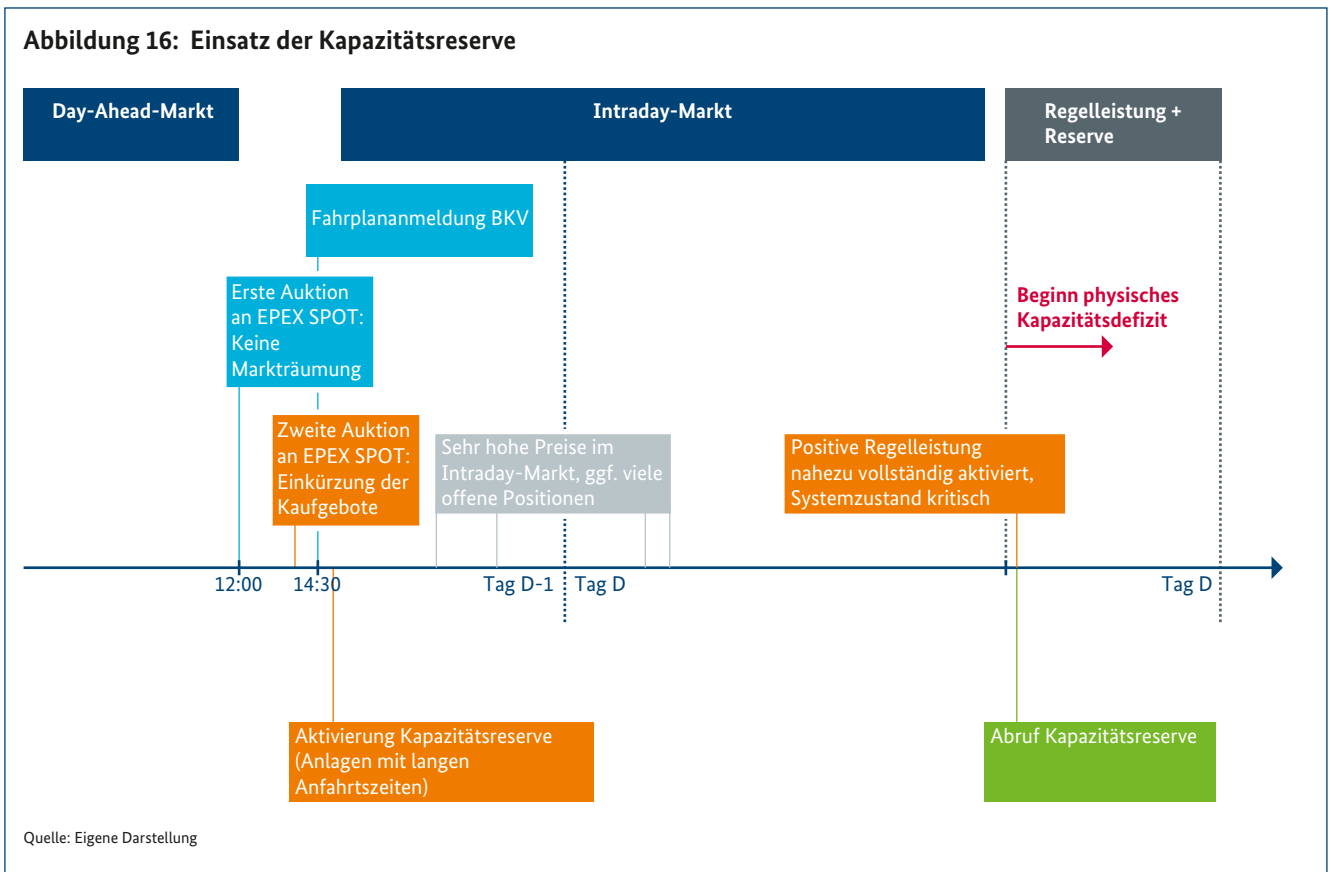 Abbildung 16: Einsatz der Kapazitätsreserve
Day-Ahead-Markt
Intraday-Markt
Regelleistung +
Reserve
Fahrplananmeldung BKV
Erste Auktion
an EPEX SPOT:
Keine
Markträumung
Beginn physisches
Kapazitätsdefizit
Zweite Auktion
an EPEX SPOT:
Einkürzung der
Kaufgebote
Sehr hohe Preise im
Intraday-Markt, ggf. viele
offene Positionen
Positive Regelleistung
nahezu vollständig aktiviert,
Systemzustand kritisch
12:00
14:30
Tag D-1
Tag D
Tag D
Aktivierung Kapazitätsreserve
(Anlagen mit langen
Anfahrtszeiten)
Abruf Kapazitätsreserve
Quelle: Eigene Darstellung